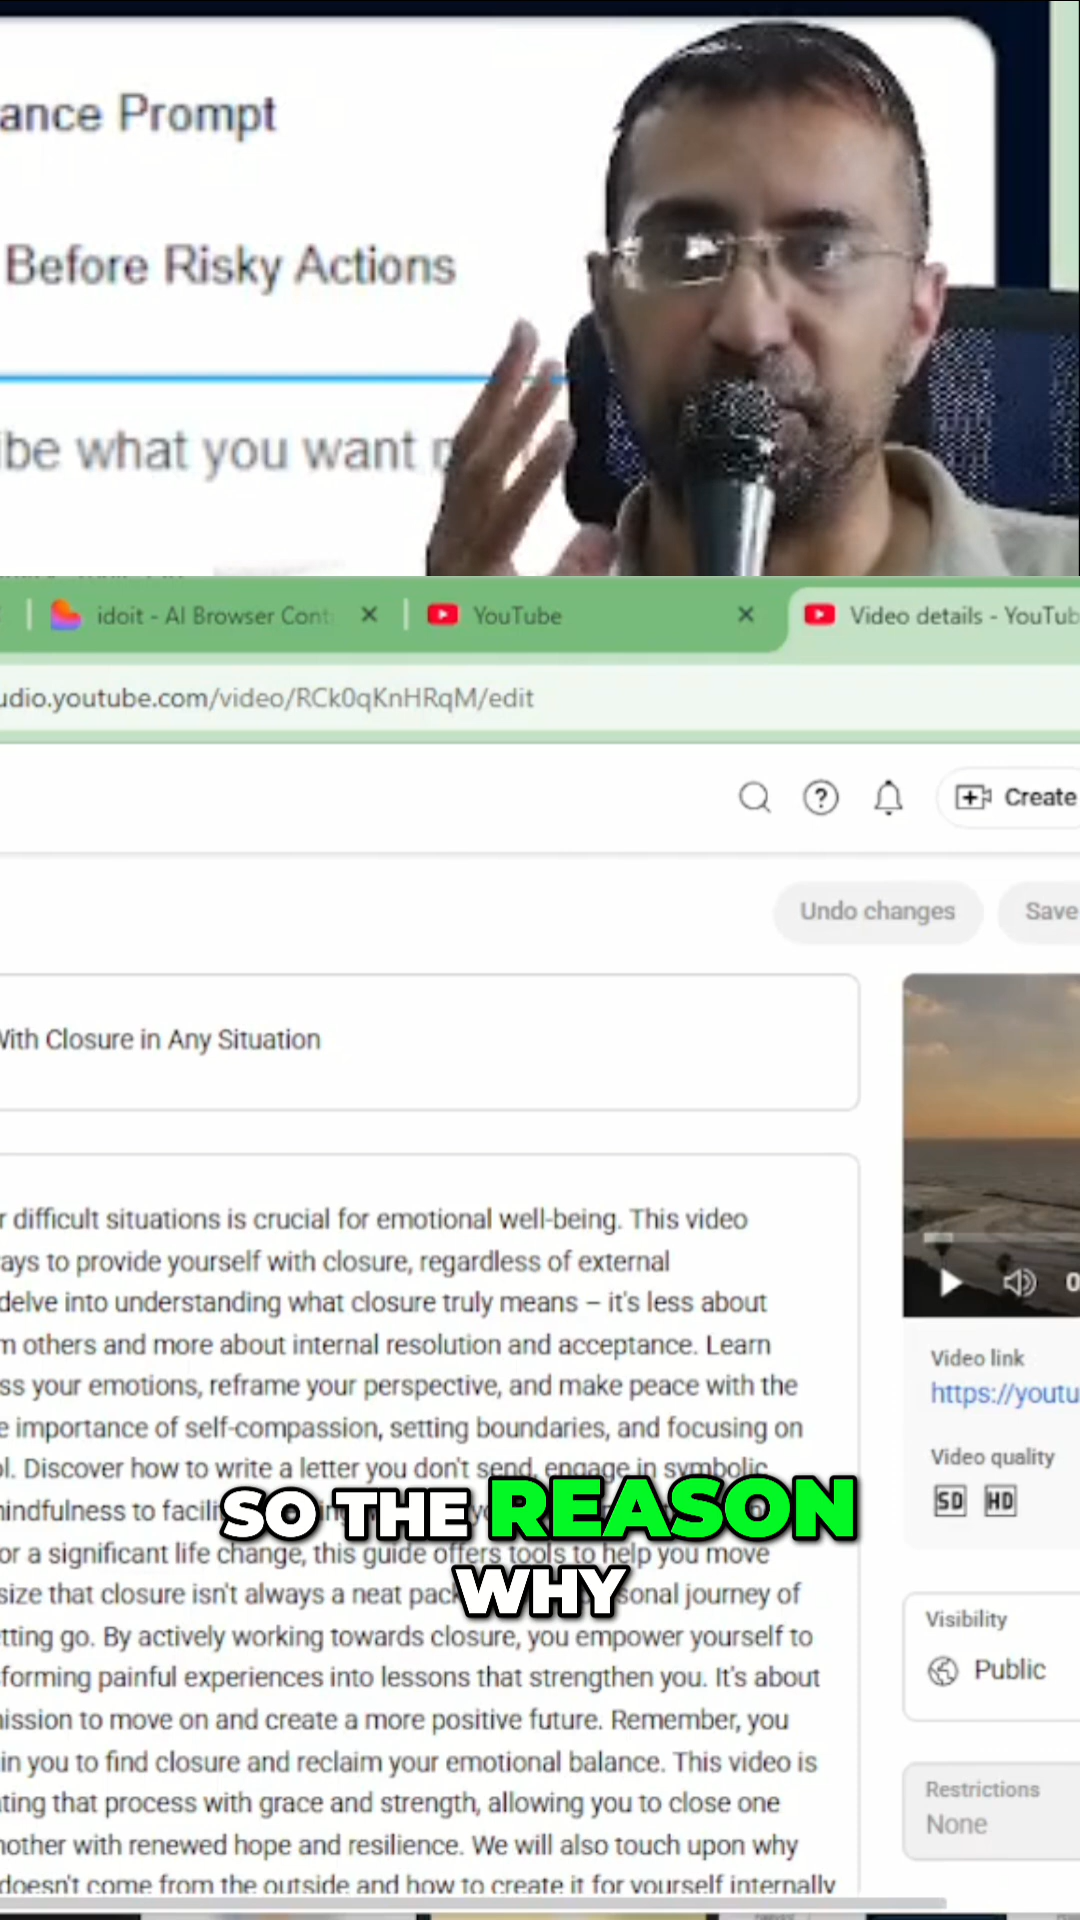 ance Prompt
Before Risky Actions
ibe what you want
idoit - AI Browser Cont
YouTube
Video details - YouTub
udio.youtube.com/video/RCk0qKnHRqM/edit
Create
Undo changes
Save
With Closure in Any Situation
r difficult situations is crucial for emotional well-being. This video
ays to provide yourself with closure, regardless of external
delve into understanding what closure truly means – it's less about
m others and more about internal resolution and acceptance. Learn
ss your emotions, reframe your perspective, and make peace with the
e importance of self-compassion, setting boundaries, and focusing on
ol. Discover how to write a letter you don't send, engage in symbolic
mindfulness to facili
SO THE REASON
WHY
or a significant life change, this guide offers tools to help you move
size that closure isn't always a neat pack sonal journey of
tting go. By actively working towards closure, you empower yourself to
sforming painful experiences into lessons that strengthen you. It's about
nission to move on and create a more positive future. Remember, you
in you to find closure and reclaim your emotional balance. This video is
ating that process with grace and strength, allowing you to close one
nother with renewed hope and resilience. We will also touch upon why
doesn't come from the outside and how to create it for yourself internally
0
Video link
https://youtu
Video quality
SD HD
Visibility
Public
Restrictions
None